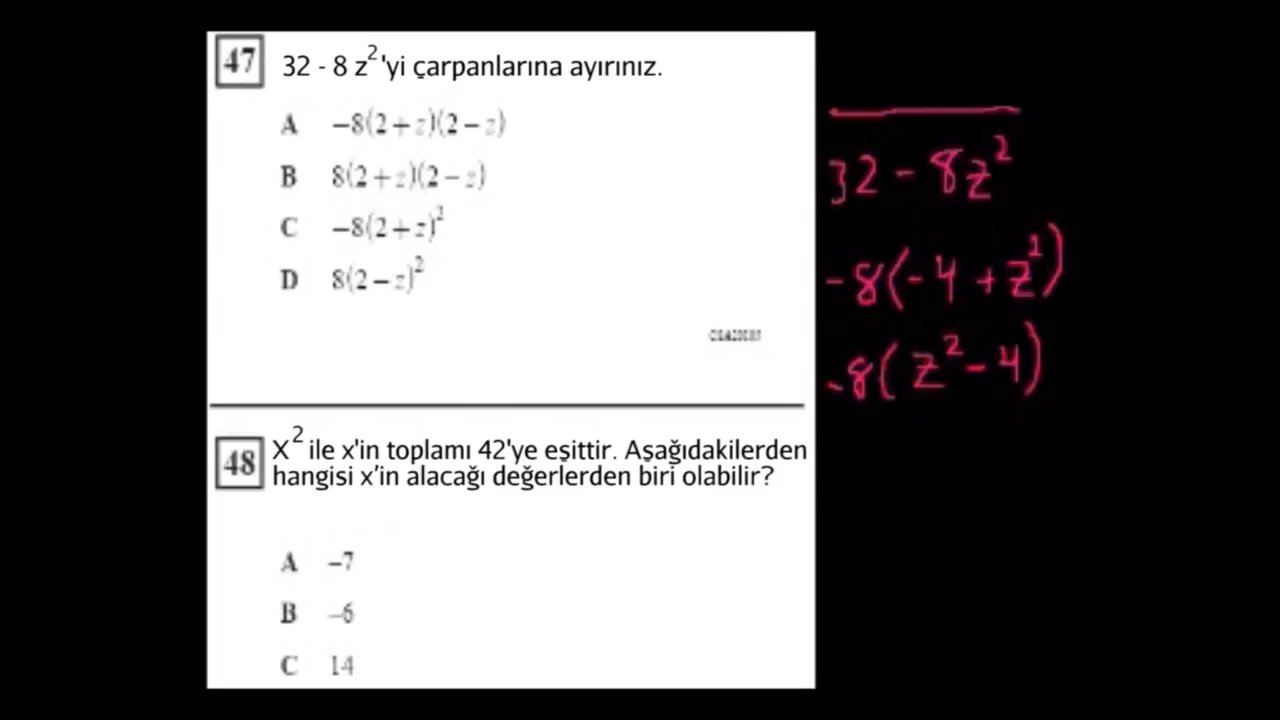 47 32 - 8 z²'yi çarpanlarına ayırınız.
A −8(2+z)(2−z)
B 8(2+z)(2−z)
C −8(2+z)²
D 8(2−z)²
48 X² ile x'in toplamı 42'ye eşittir. Aşağıdakilerden
hangisi x'in alacağı değerlerden biri olabilir?
A −7
B −6
C 14
32 - 8z²
-8(-4 + z²)
-8(z² - 4)